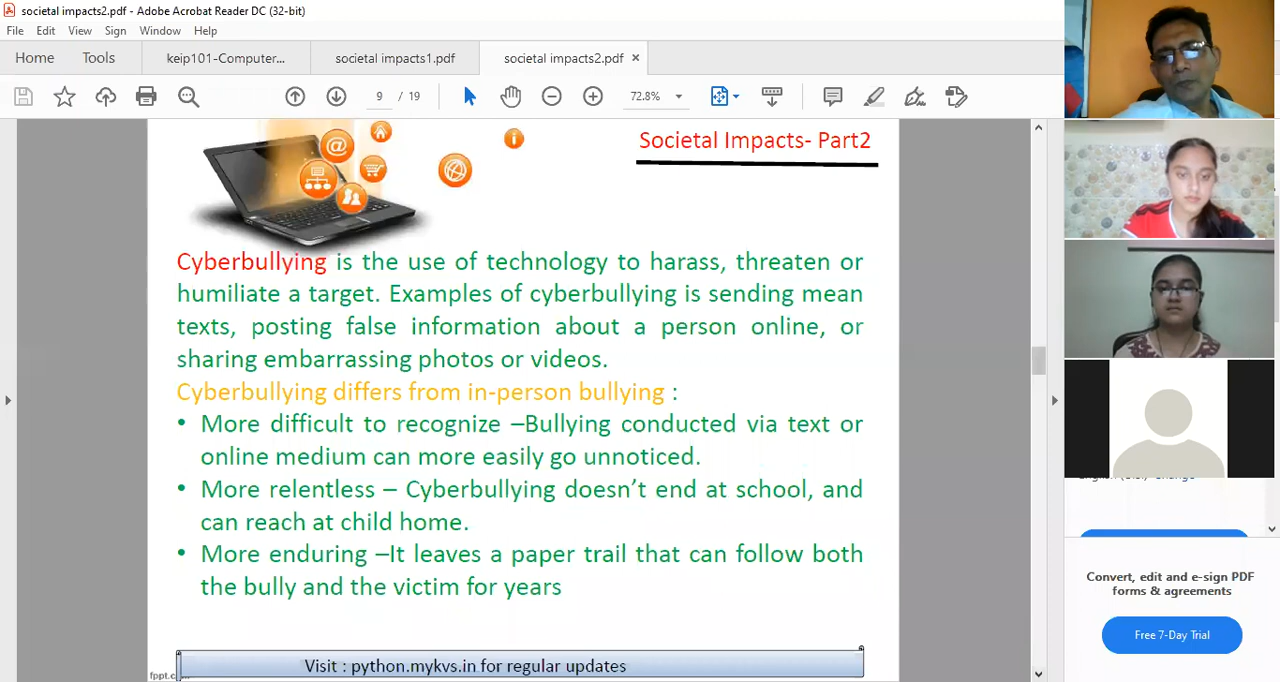 societal impacts2.pdf - Adobe Acrobat Reader DC (32-bit)
File Edit View Sign Window Help
Home Tools keip101-Computer... societal impacts1.pdf societal impacts2.pdf ×
9 / 19 72.8%
Societal Impacts- Part2
@
i
Cyberbullying is the use of technology to harass, threaten or
humiliate a target. Examples of cyberbullying is sending mean
texts, posting false information about a person online, or
sharing embarrassing photos or videos.
Cyberbullying differs from in-person bullying :
• More difficult to recognize –Bullying conducted via text or
online medium can more easily go unnoticed.
• More relentless – Cyberbullying doesn’t end at school, and
can reach at child home.
• More enduring –It leaves a paper trail that can follow both
the bully and the victim for years
Visit : python.mykvs.in for regular updates
Convert, edit and e-sign PDF
forms & agreements
Free 7-Day Trial